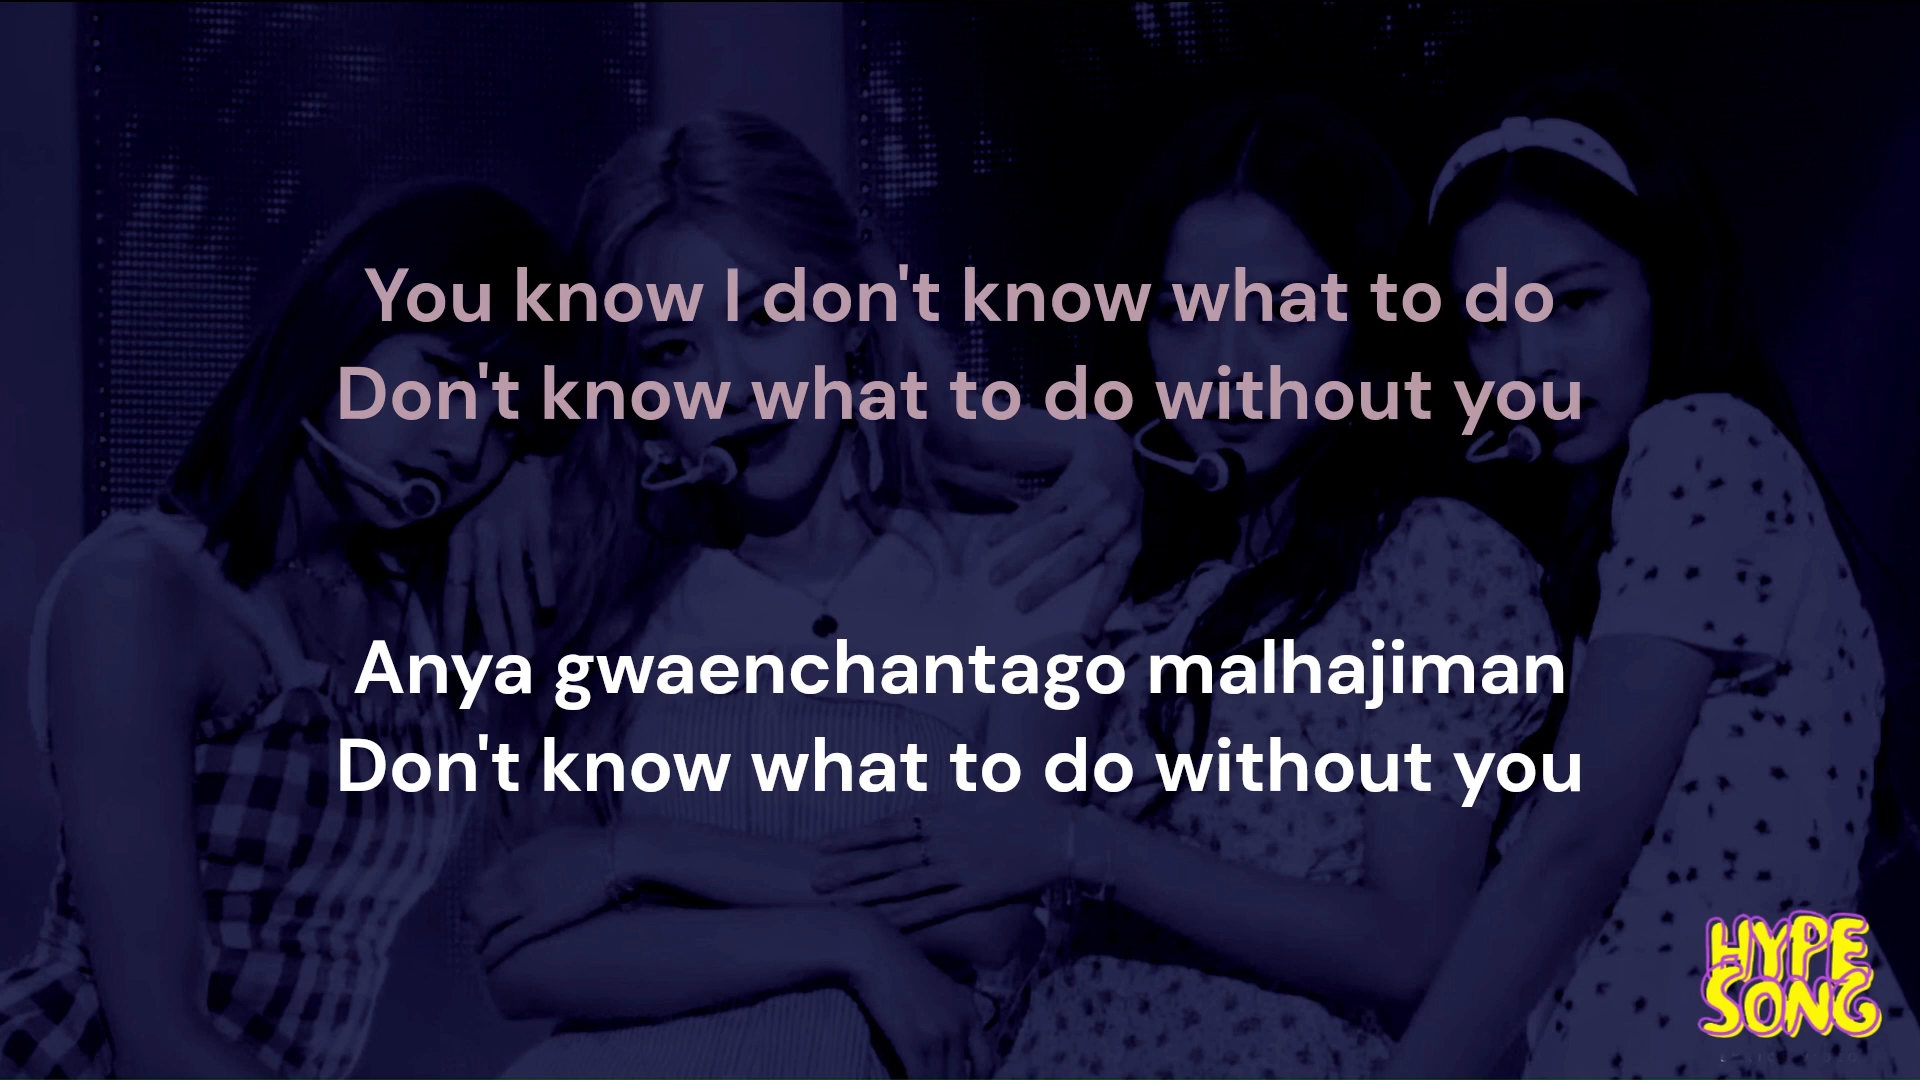 You know I don't know what to do
Don't know what to do without you
Anya gwaenchantago malhajiman
Don't know what to do without you
HYPE
SONG